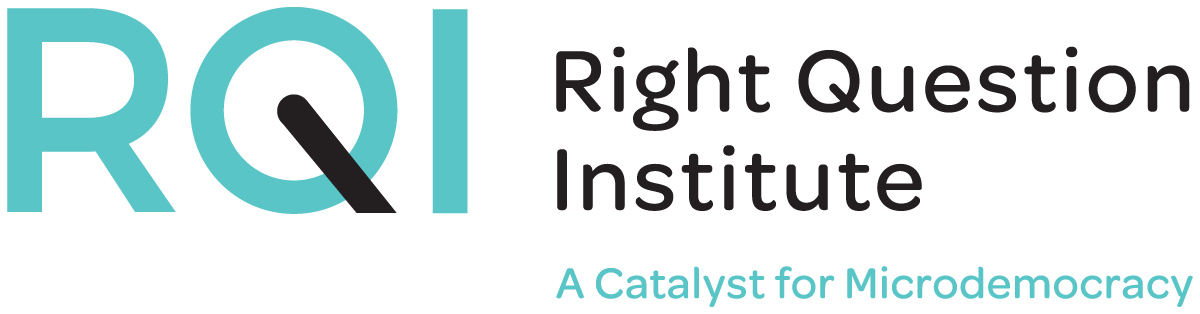 RQI
Right Question
Institute
A Catalyst for Microdemocracy